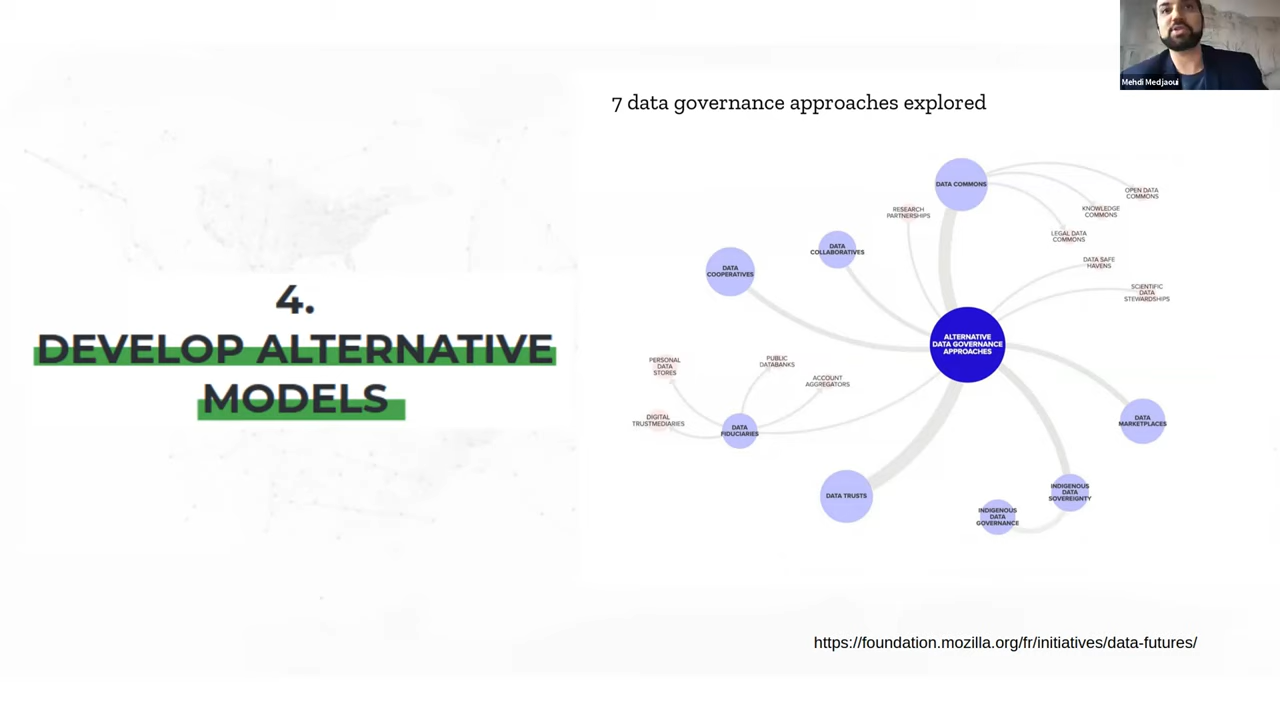 Mehdi Medjaoui
4.
DEVELOP ALTERNATIVE
MODELS
7 data governance approaches explored
DATA COMMONS
OPEN DATA
COMMONS
KNOWLEDGE
COMMONS
LEGAL DATA
COMMONS
RESEARCH
PARTNERSHIPS
DATA
COLLABORATIVES
DATA
COOPERATIVES
DATA SAFE
HAVENS
SCIENTIFIC
DATA
STEWARDSHIPS
ALTERNATIVE
DATA GOVERNANCE
APPROACHES
PERSONAL
DATA
STORES
PUBLIC
DATABANKS
ACCOUNT
AGGREGATORS
DIGITAL
TRUSTMEDIARIES
DATA
FIDUCIARIES
DATA
MARKETPLACES
DATA TRUSTS
INDIGENOUS
DATA
SOVEREIGNTY
INDIGENOUS
DATA
GOVERNANCE
https://foundation.mozilla.org/fr/initiatives/data-futures/